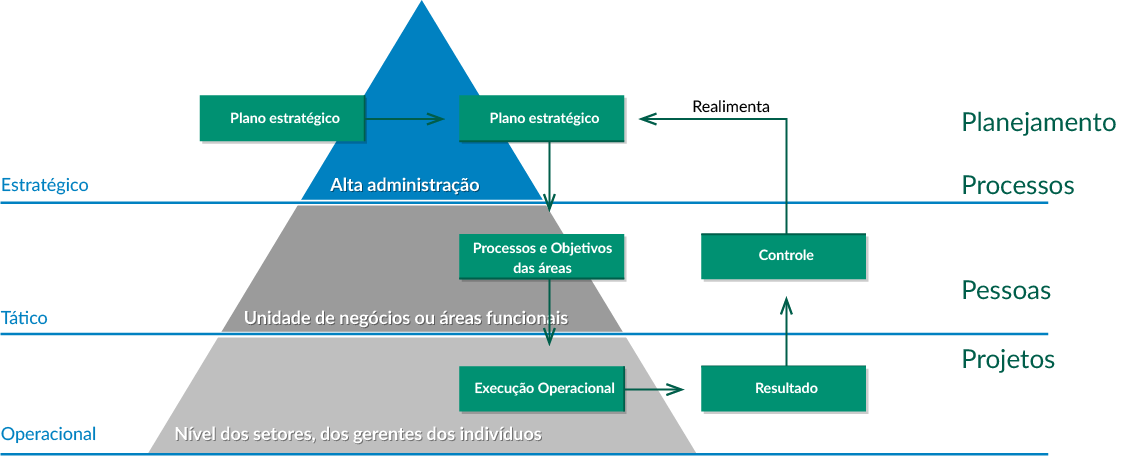 Realimenta
Plano estratégico
Plano estratégico
Planejamento
Estratégico
Alta administração
Processos
Processos e Objetivos
das áreas
Controle
Pessoas
Tático
Unidade de negócios ou áreas funcionais
Projetos
Execução Operacional
Resultado
Operacional
Nível dos setores, dos gerentes dos indivíduos